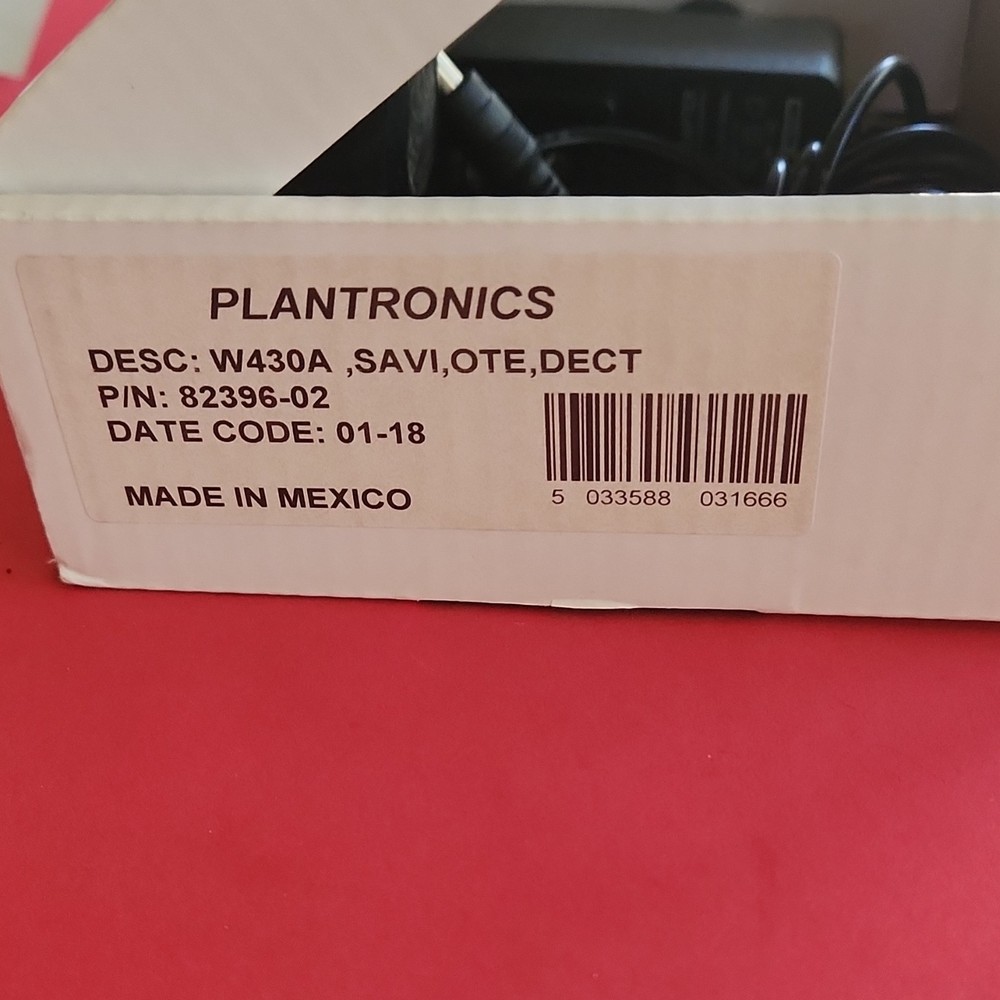 PLANTRONICS
DESC: W430A ,SAVI,OTE,DECT
P/N: 82396-02
DATE CODE: 01-18
MADE IN MEXICO
5 033588 031666